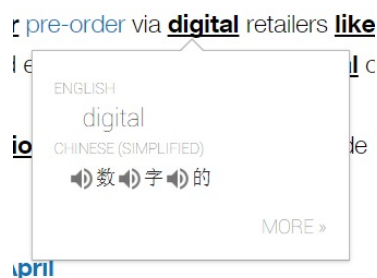 r pre-order via digital retailers like
ENGLISH
digital
CHINESE (SIMPLIFIED)
数字的
MORE »
April